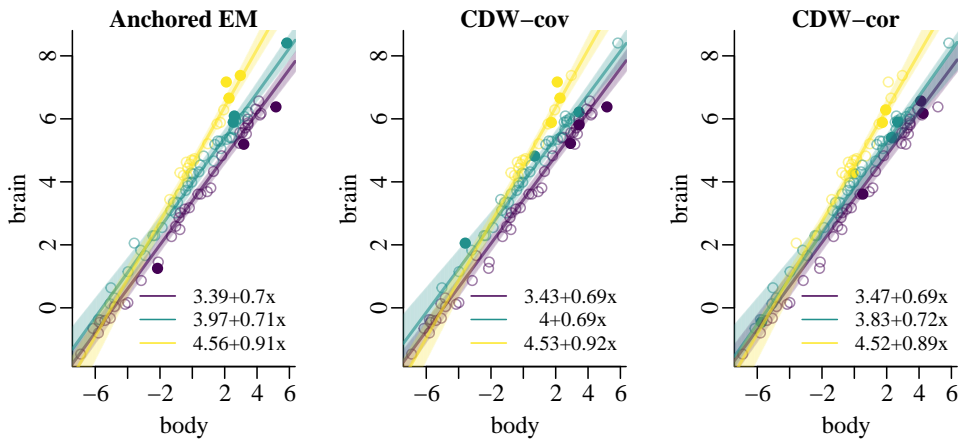 Anchored EM
brain
8
6
4
2
0
3.39+0.7x
3.97+0.71x
4.56+0.91x
−6 −2 2 4 6
body
CDW−cov
brain
8
6
4
2
0
3.43+0.69x
4+0.69x
4.53+0.92x
−6 −2 2 4 6
body
CDW−cor
brain
8
6
4
2
0
3.47+0.69x
3.83+0.72x
4.52+0.89x
−6 −2 2 4 6
body